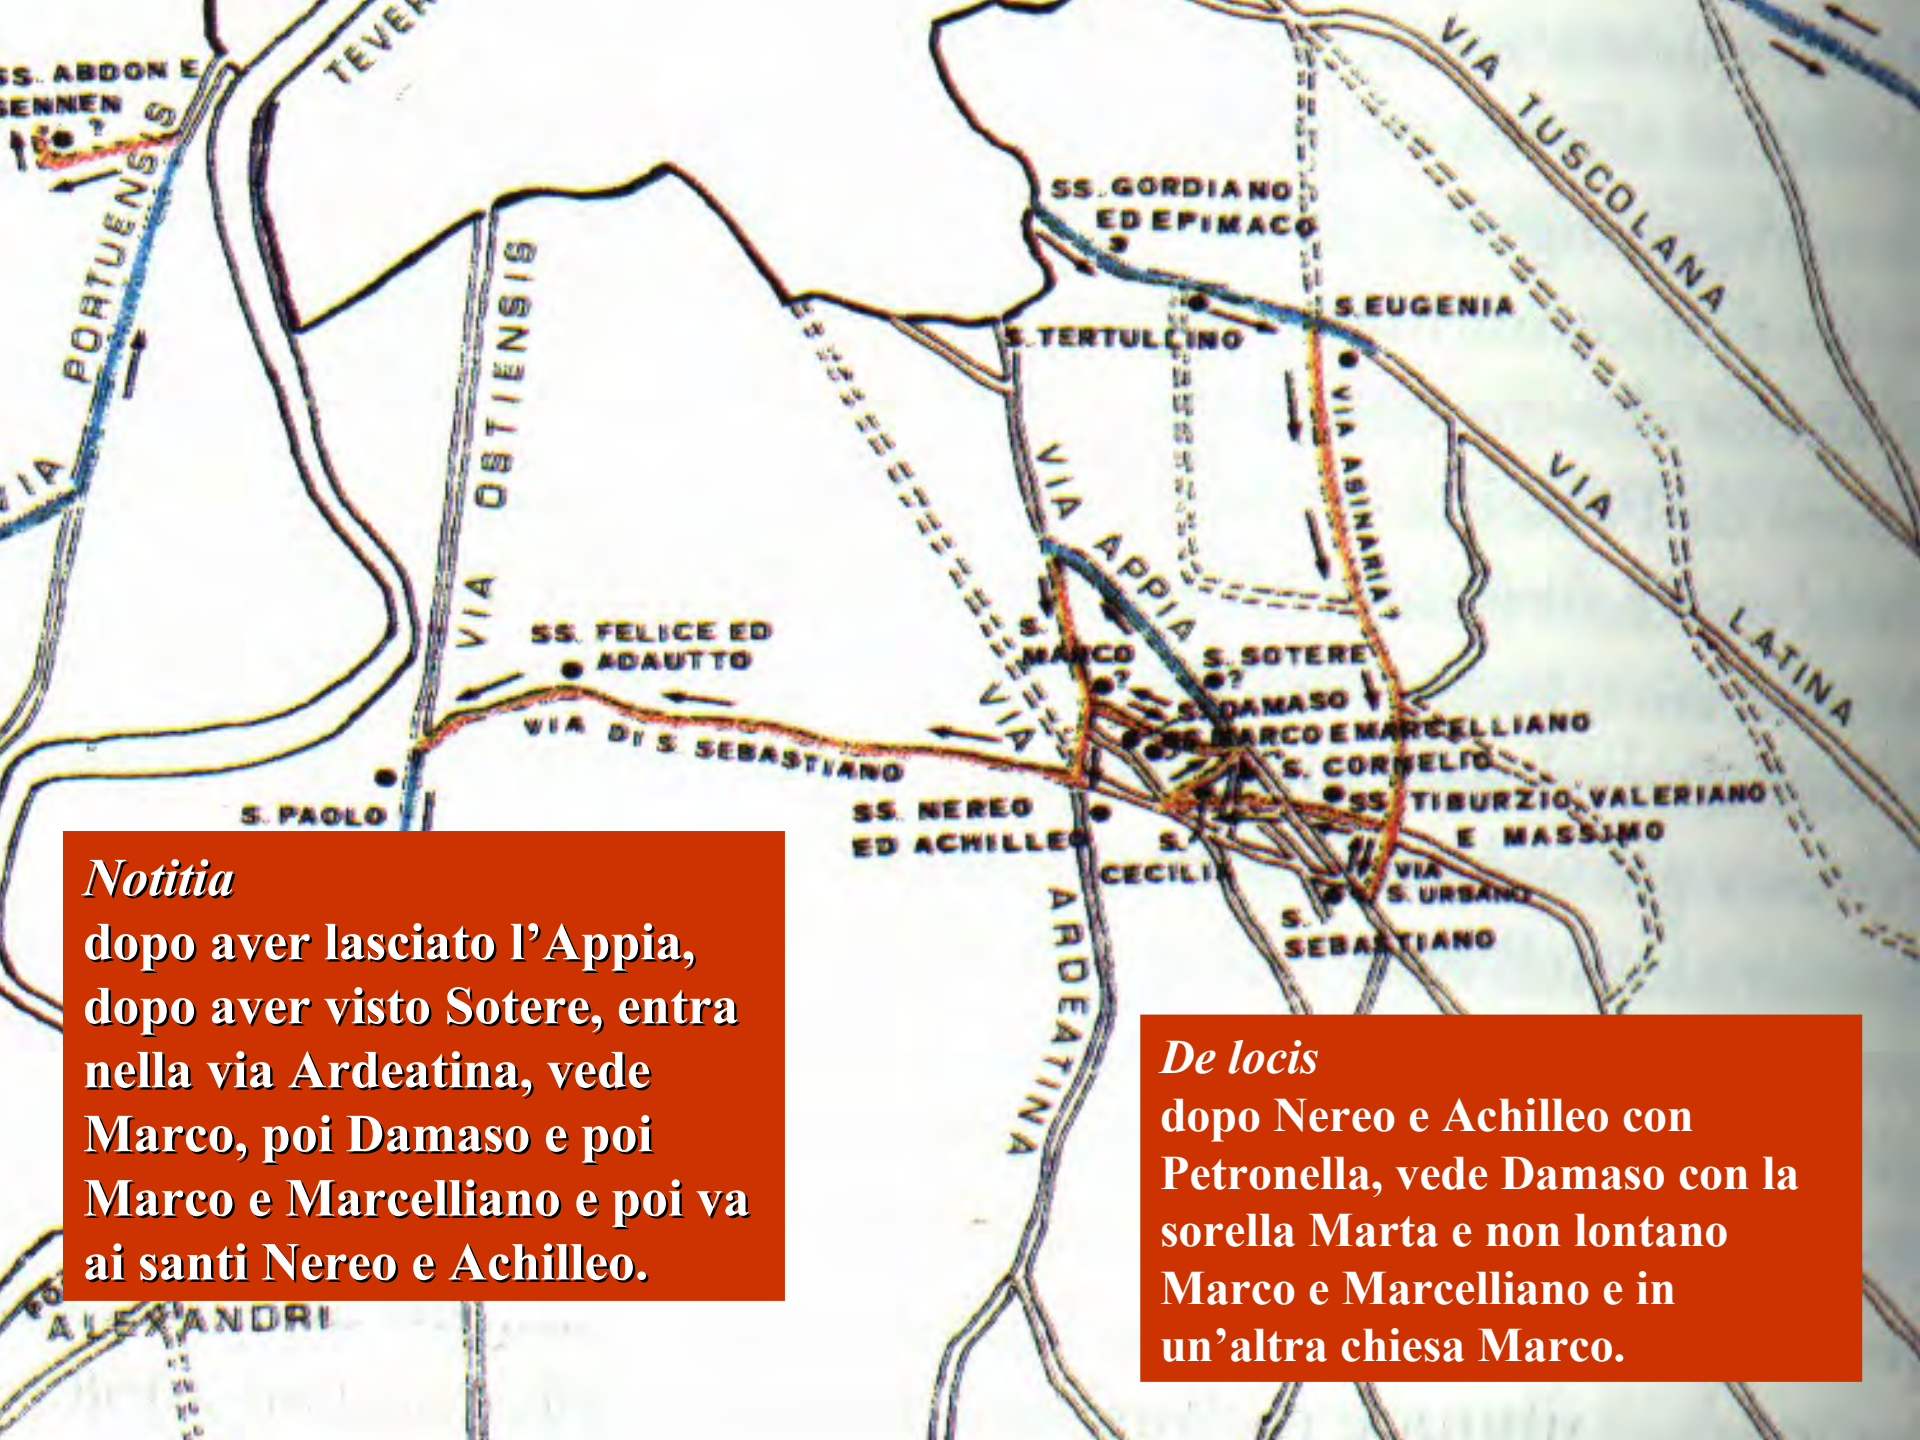 SS. ABDON E
SENNEN
?
TEVER
PORTUENSIS
VIA OSTIENSIS
VIA TUSCOLANA
SS. GORDIANO
ED EPIMACO
S. EUGENIA
S. TERTULLINO
VIA ASINARIA?
VIA APPIA
VIA LATINA
SS. FELICE ED
ADAUTTO
VIA DI S. SEBASTIANO
S.
MARCO
?
S. SOTERE
?
S. DAMASO
SS. MARCO E MARCELLIANO
S. CORNELIO
SS. TIBURZIO, VALERIANO
E MASSIMO
S. PAOLO
SS. NEREO
ED ACHILLEO
S.
CECILIA
VIA
S. URBANO
S.
SEBASTIANO
VIA ARDEATINA
Notitia
dopo aver lasciato l’Appia,
dopo aver visto Sotere, entra
nella via Ardeatina, vede
Marco, poi Damaso e poi
Marco e Marcelliano e poi va
ai santi Nereo e Achilleo.
De locis
dopo Nereo e Achilleo con
Petronella, vede Damaso con la
sorella Marta e non lontano
Marco e Marcelliano e in
un’altra chiesa Marco.
ALEXANDRI